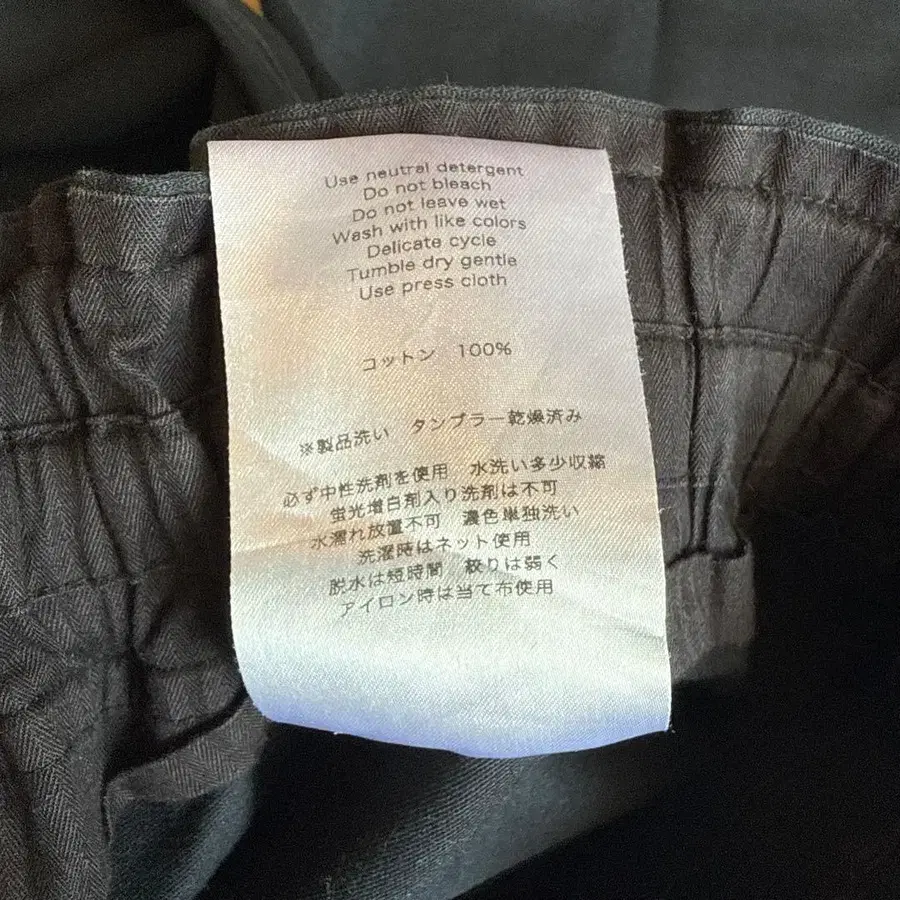 Use neutral detergent
Do not bleach
Do not leave wet
Wash with like colors
Delicate cycle
Tumble dry gentle
Use press cloth
コットン 100%
※製品洗い タンブラー乾燥済み
必ず中性洗剤を使用 水洗い多少収縮
蛍光増白剤入り洗剤は不可
水濡れ放置不可 濃色単独洗い
洗濯時はネット使用
脱水は短時間 絞りは弱く
アイロン時は当て布使用